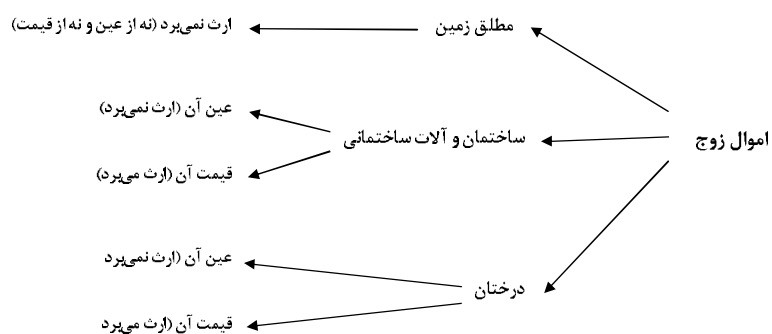 اموال زوج
مطلق زمین
ارث نمی‌برد (نه از عین و نه از قیمت)
ساختمان و آلات ساختمانی
عین آن (ارث نمی‌برد)
قیمت آن (ارث می‌برد)
درختان
عین آن (ارث نمی‌برد
قیمت آن (ارث می‌برد